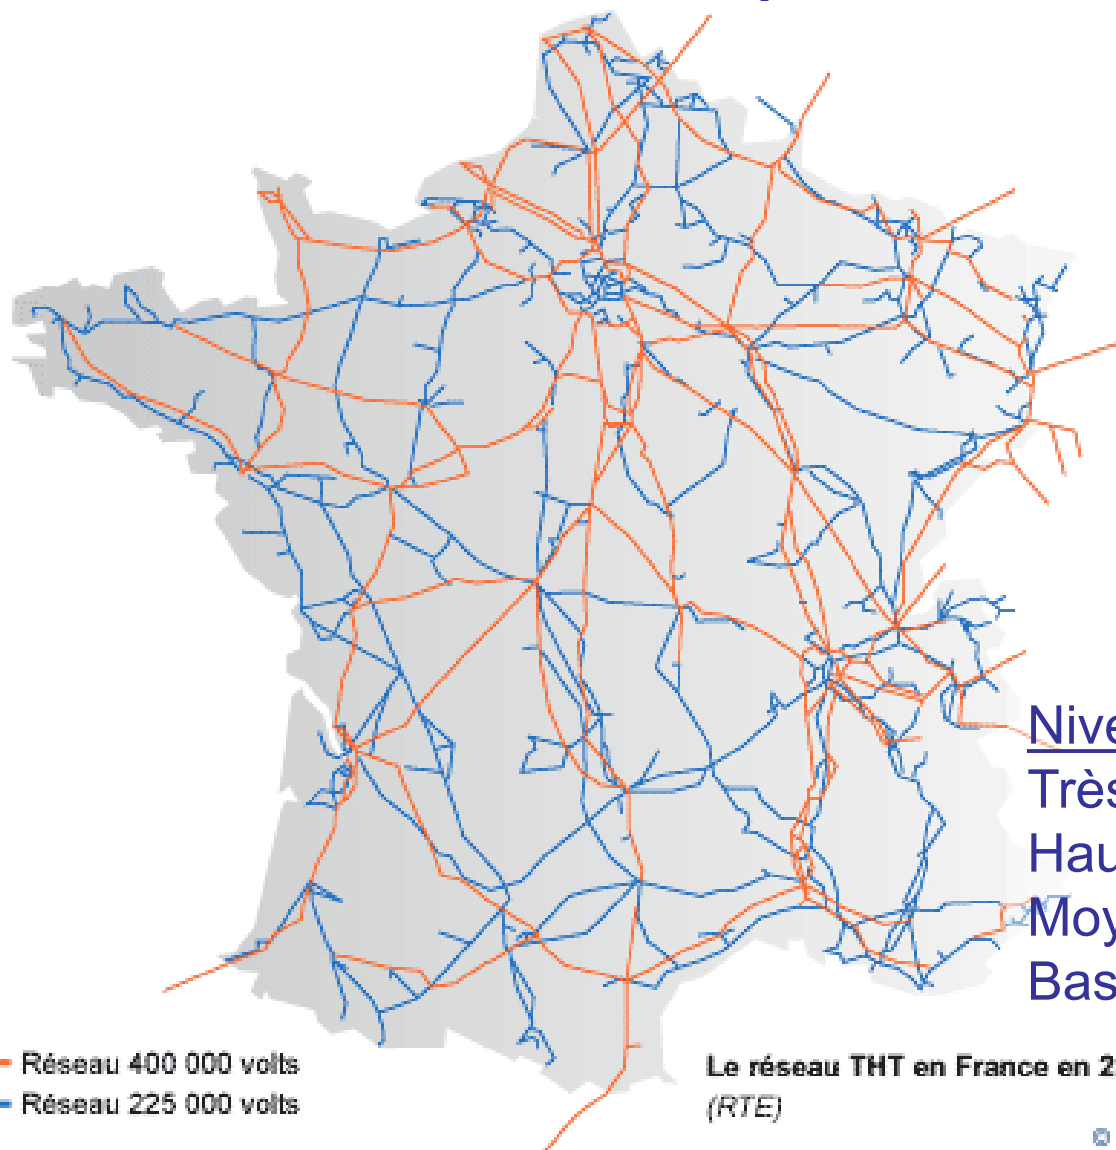 Nive
Très
Hau
Moy
Bas
Réseau 400 000 volts
Réseau 225 000 volts
Le réseau THT en France en 2
(RTE)
©